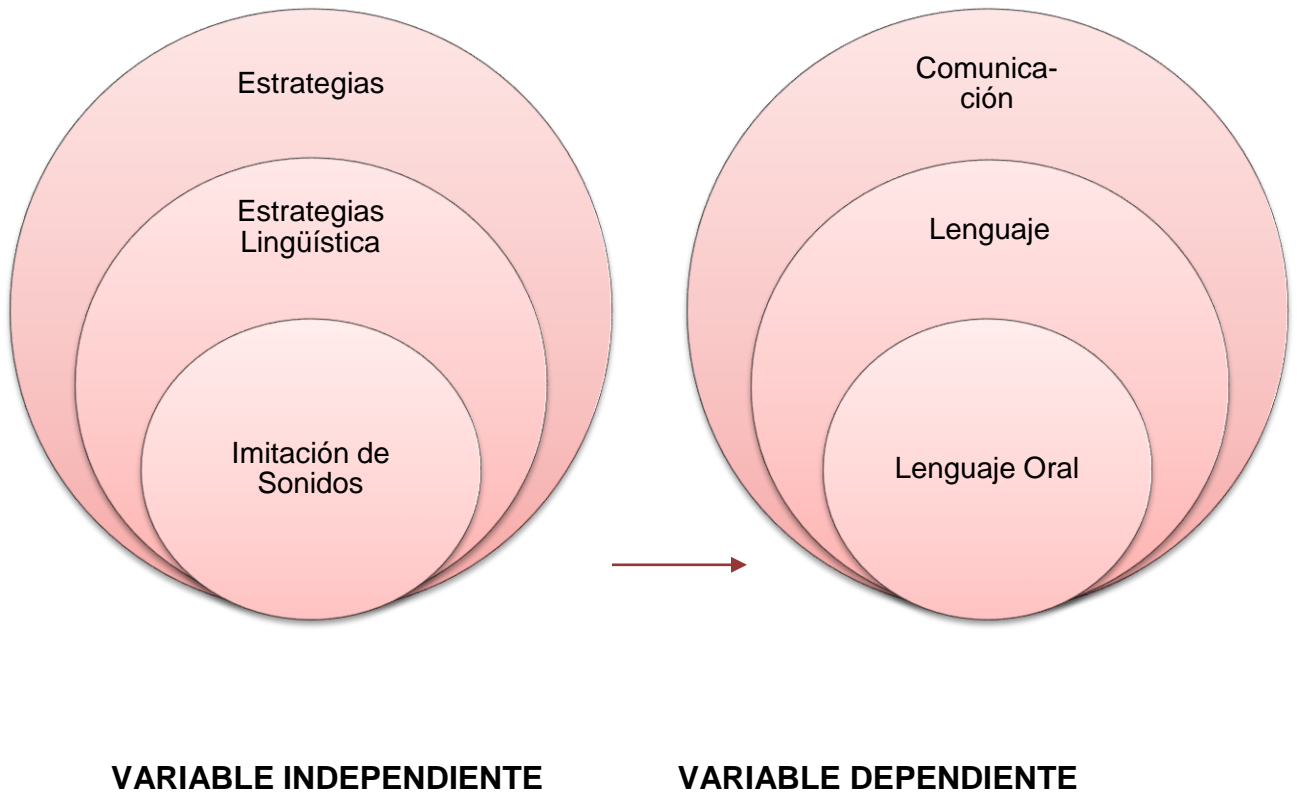 Estrategias
Estrategias
Lingüística
Imitación de
Sonidos
Comunica-
ción
Lenguaje
Lenguaje Oral
VARIABLE INDEPENDIENTE
VARIABLE DEPENDIENTE